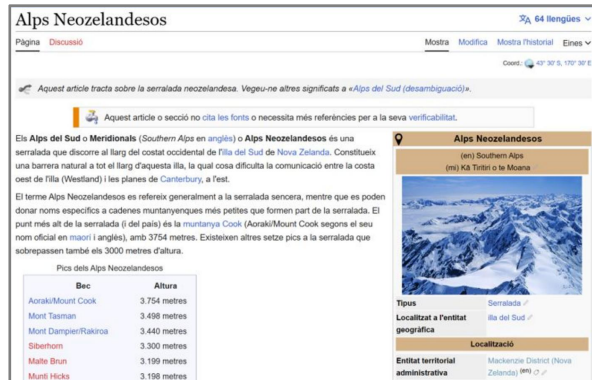 Alps Neozelandesos
64 llengües
Pàgina Discussió
Mostra Modifica Mostra l'historial Eines
Coord.: 43° 30′ S, 170° 30′ E
Aquest article tracta sobre la serralada neozelandesa. Vegeu-ne altres significats a «Alps del Sud (desambiguació)».
Aquest article o secció no cita les fonts o necessita més referències per a la seva verificabilitat.
Els Alps del Sud o Meridionals (Southern Alps en anglès) o Alps Neozelandesos és una
serralada que discorre al llarg del costat occidental de l'illa del Sud de Nova Zelanda. Constitueix
una barrera natural a tot el llarg d'aquesta illa, la qual cosa dificulta la comunicació entre la costa
oest de l'illa (Westland) i les planes de Canterbury, a l'est.
El terme Alps Neozelandesos es refereix generalment a la serralada sencera, mentre que es poden
donar noms específics a cadenes muntanyenques més petites que formen part de la serralada. El
punt més alt de la serralada (i del país) és la muntanya Cook (Aoraki/Mount Cook segons el seu
nom oficial en maori i anglès), amb 3754 metres. Existeixen altres setze pics a la serralada que
sobrepassen també els 3000 metres d'altura.
Pics dels Alps Neozelandesos
Bec Altura
Aoraki/Mount Cook 3.754 metres
Mont Tasman 3.498 metres
Mont Dampier/Rakiroa 3.440 metres
Siberhorn 3.300 metres
Malte Brun 3.199 metres
Munti Hicks 3.198 metres
Alps Neozelandesos
(en) Southern Alps
(mi) Kā Tiritiri o te Moana
Tipus Serralada
Localitzat a l'entitat geogràfica illa del Sud
Localització
Entitat territorial administrativa Mackenzie District (Nova Zelanda) (en)